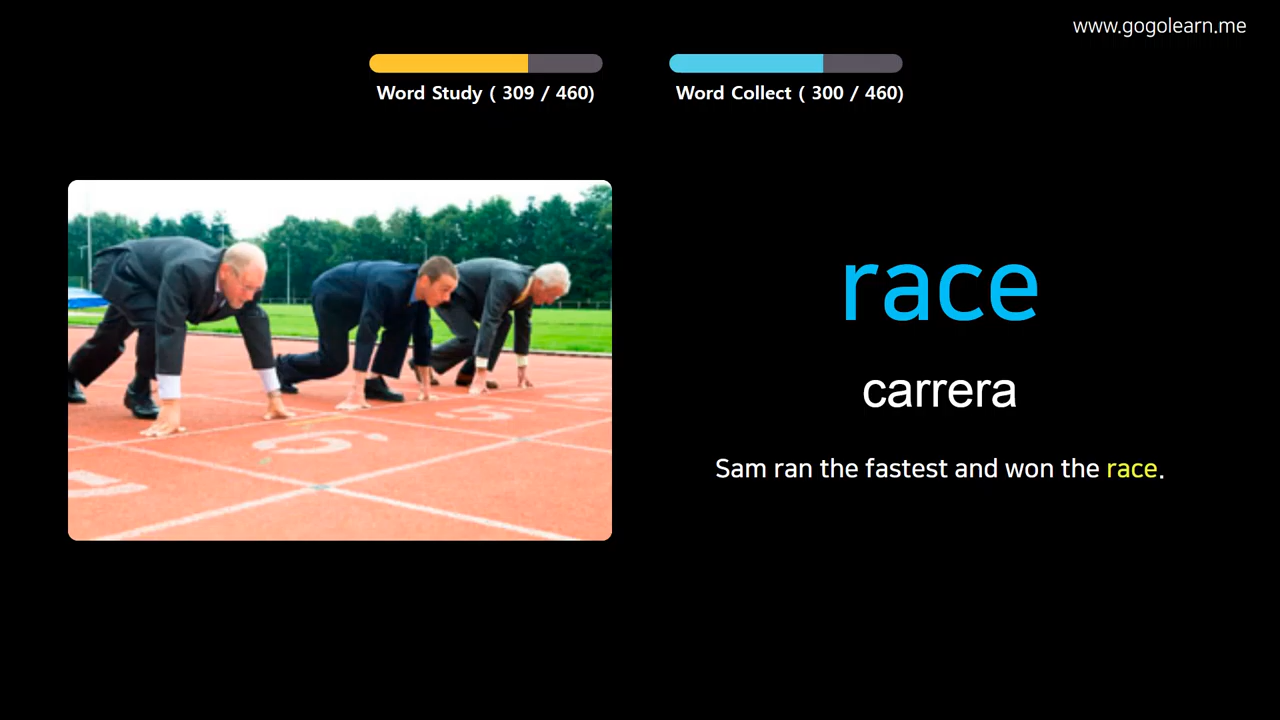 www.gogolearn.me
Word Study ( 309 / 460)
Word Collect ( 300 / 460)
race
carrera
Sam ran the fastest and won the race.